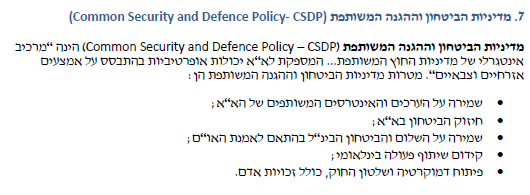 7. מדיניות הביטחון וההגנה המשותפת (Common Security and Defence Policy- CSDP)
מדיניות הביטחון וההגנה המשותפת (Common Security and Defence Policy – CSDP) הינה "מרכיב
אינטגרלי של מדיניות החוץ המשותפת... המספקת לא"א יכולות אופרטיביות בהתבסס על אמצעים
אזרחיים וצבאיים". מטרות מדיניות הביטחון וההגנה המשותפת הן:
• שמירה על הערכים והאינטרסים המשותפים של הא"א;
• חיזוק הביטחון בא"א;
• שמירה על השלום והביטחון הבינ"ל בהתאם לאמנת האו"ם;
• קידום שיתוף פעולה בינלאומי;
• פיתוח דמוקרטיה ושלטון החוק, כולל זכויות אדם.